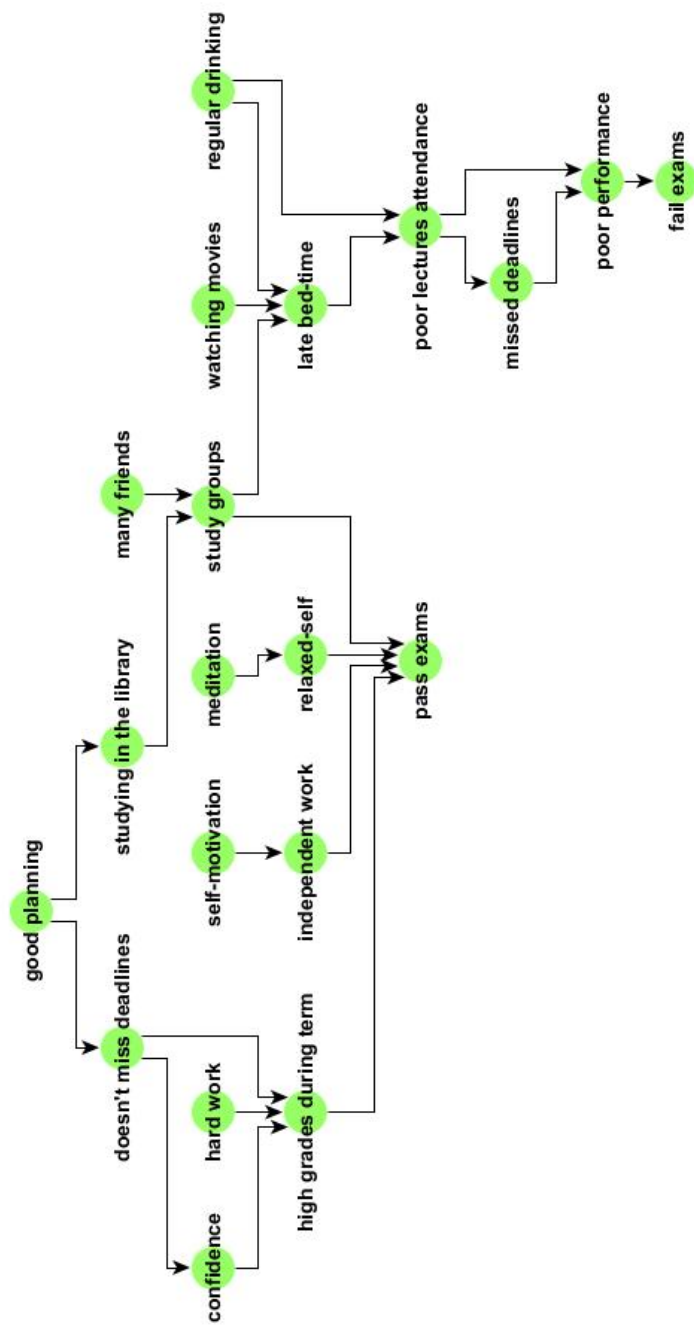 good planning
doesn't miss deadlines
studying in the library
many friends
confidence
hard work
self-motivation
meditation
study groups
watching movies
regular drinking
high grades during term
independent work
relaxed-self
late bed-time
pass exams
poor lectures attendance
missed deadlines
poor performance
fail exams